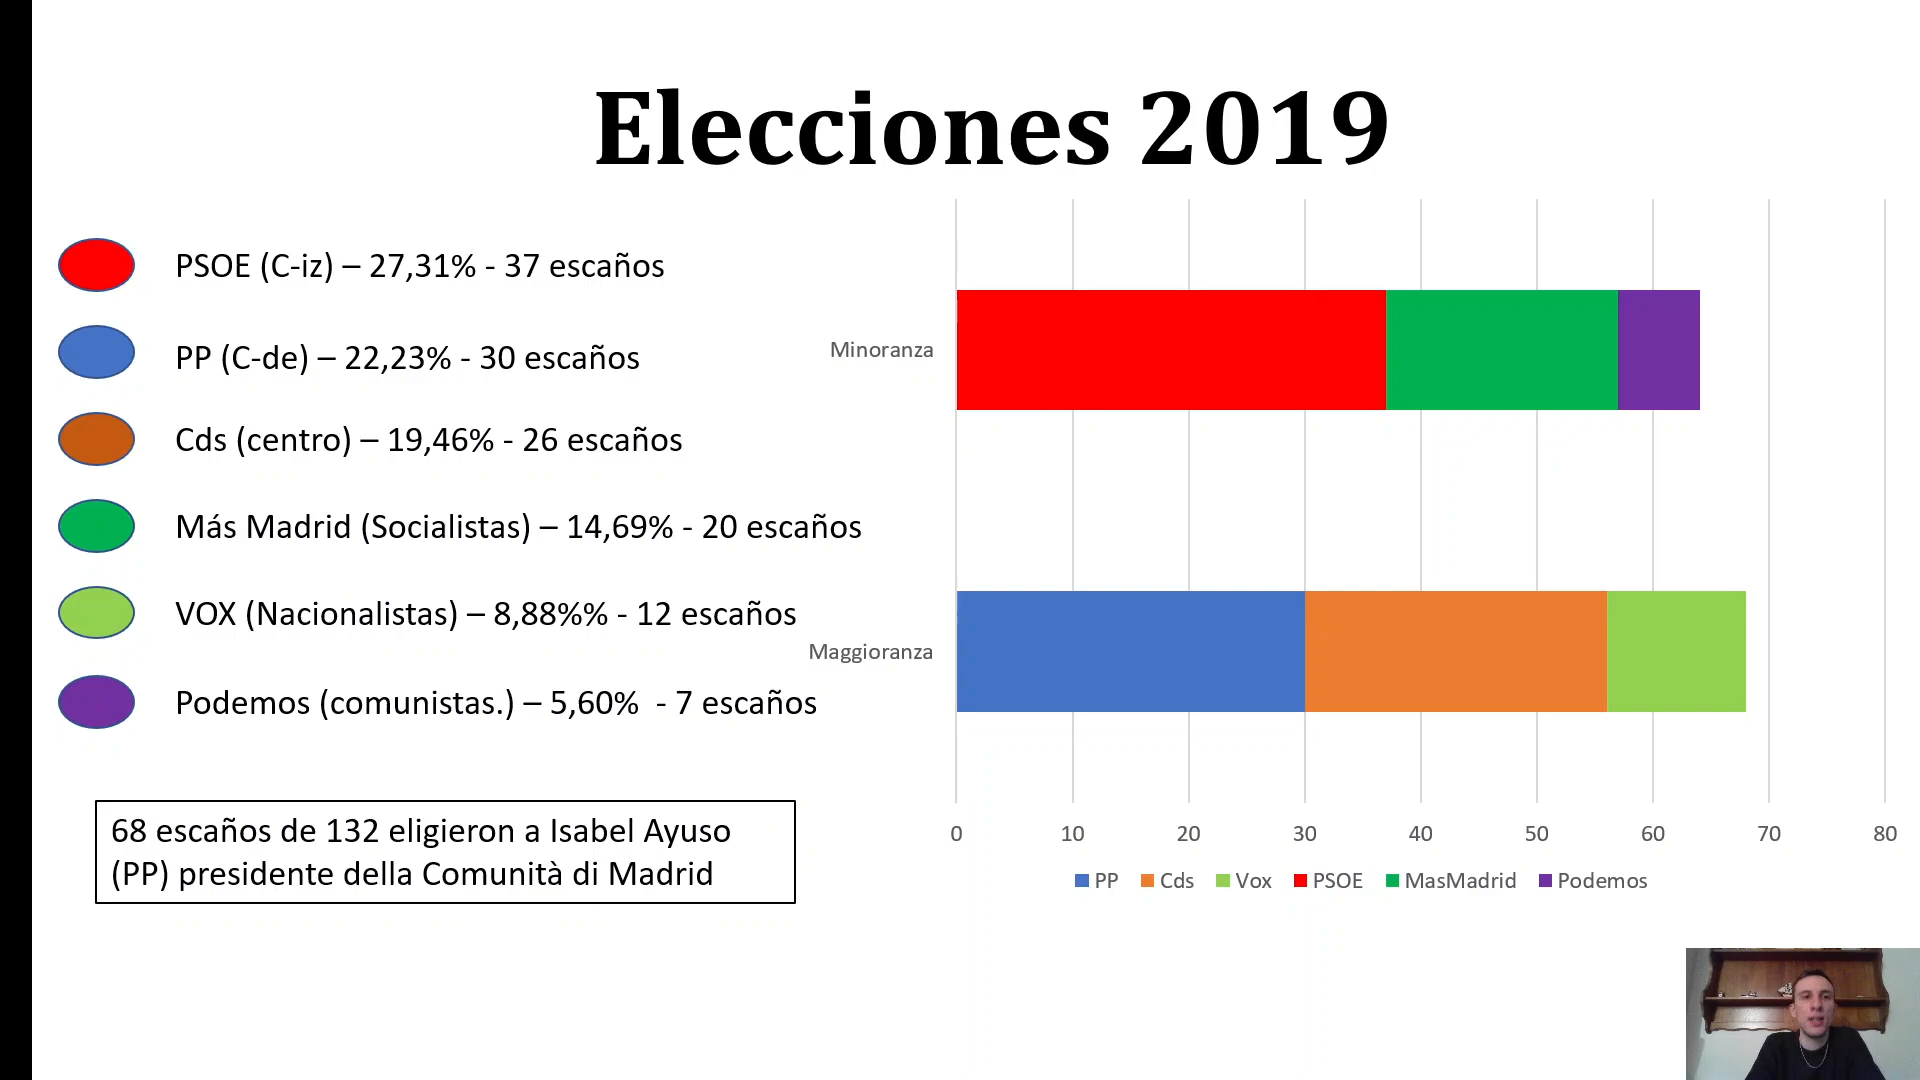 Elecciones 2019
PSOE (C-iz) – 27,31% - 37 escaños
PP (C-de) – 22,23% - 30 escaños
Cds (centro) – 19,46% - 26 escaños
Más Madrid (Socialistas) – 14,69% - 20 escaños
VOX (Nacionalistas) – 8,88%% - 12 escaños
Podemos (comunistas.) – 5,60%  - 7 escaños
68 escaños de 132 eligieron a Isabel Ayuso
(PP) presidente della Comunità di Madrid
Minoranza
Maggioranza
0 10 20 30 40 50 60 70 80
PP Cds Vox PSOE MasMadrid Podemos